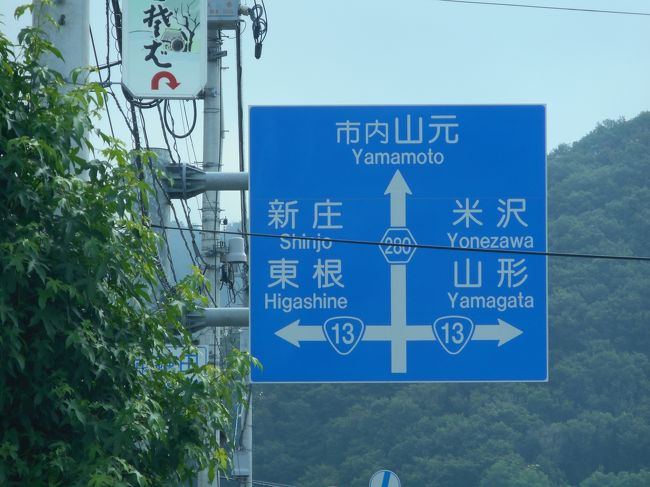 市内山元
Yamamoto
新庄
Shinjo
東根
Higashine
280
米沢
Yonezawa
山形
Yamagata
13
13